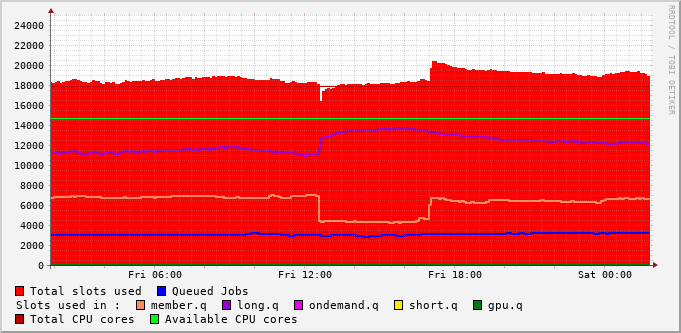 RRDTOOL / TOBI OETIKER
24000
22000
20000
18000
16000
14000
12000
10000
8000
6000
4000
2000
0
Fri 06:00 Fri 12:00 Fri 18:00 Sat 00:00
Total slots used Queued Jobs
Slots used in : member.q long.q ondemand.q short.q gpu.q
Total CPU cores Available CPU cores